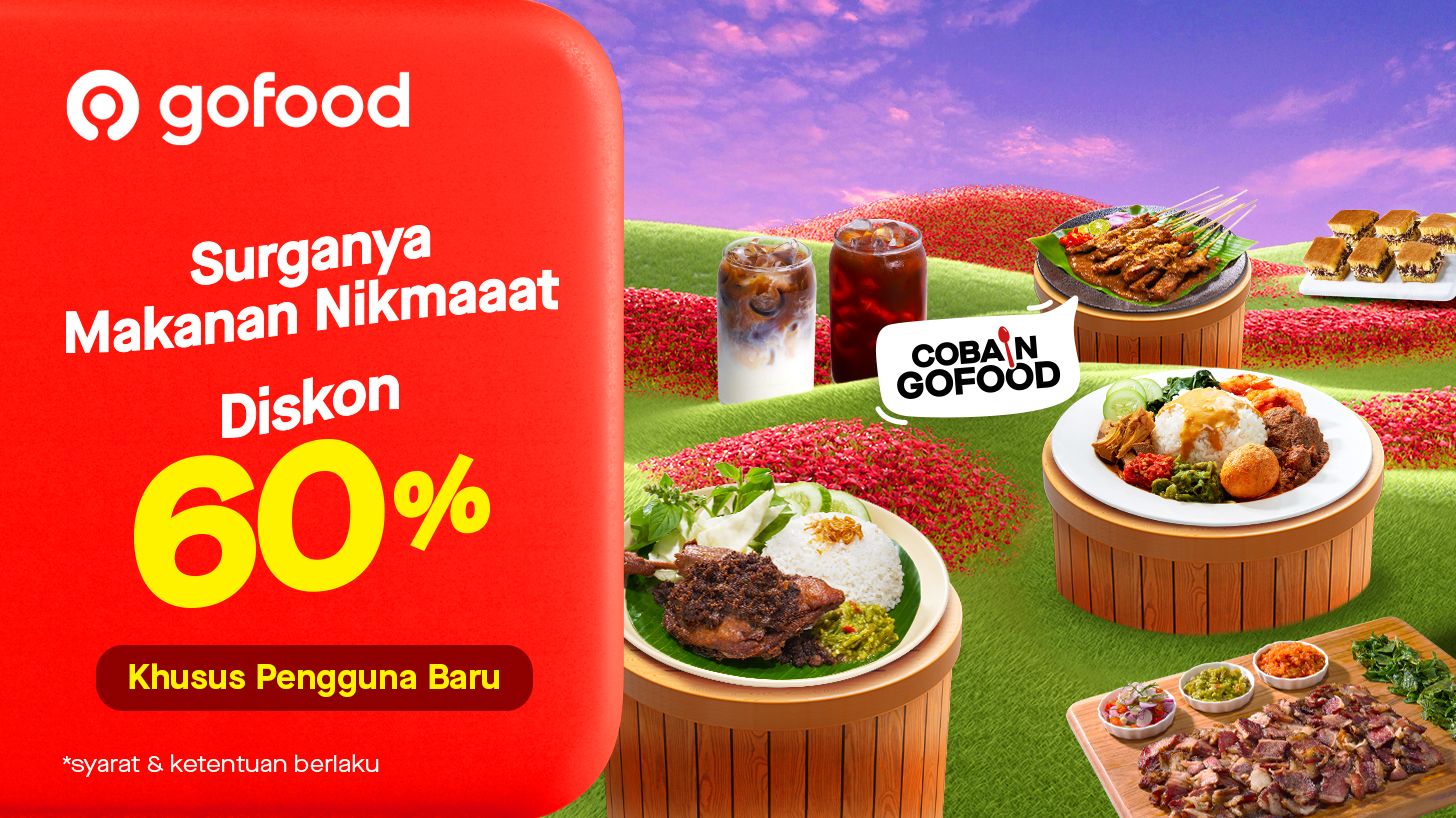 gofood
Surganya
Makanan Nikmaaat
Diskon
60%
Khusus Pengguna Baru
*syarat & ketentuan berlaku
COBAIN
GOFOOD